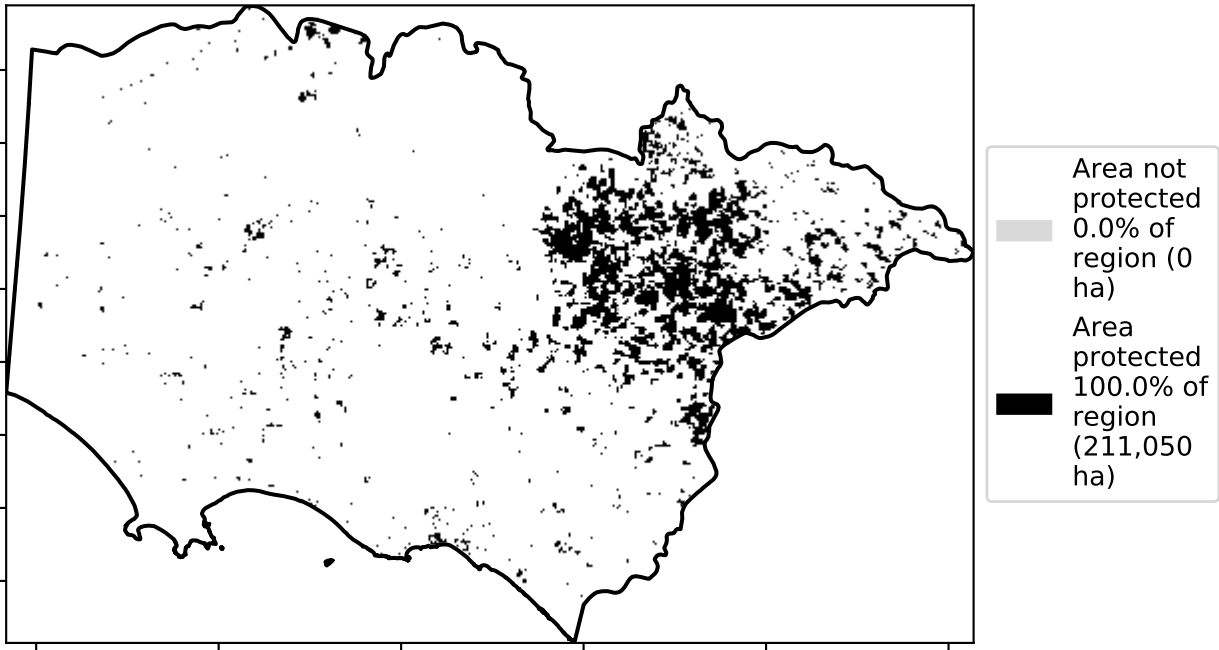 Area not
protected
0.0% of
region (0
ha)
Area
protected
100.0% of
region
(211,050
ha)